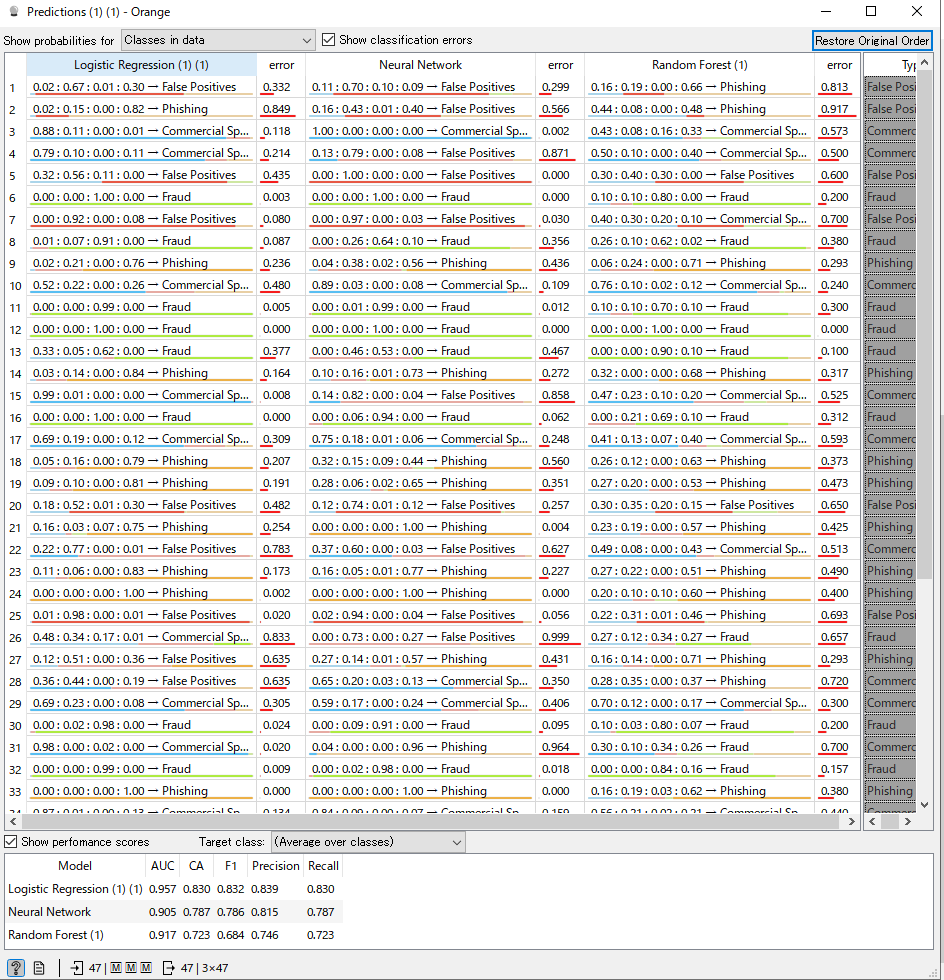 Predictions (1) (1) - Orange
Show probabilities for Classes in data Show classification errors Restore Original Order
Logistic Regression (1) (1) error Neural Network error Random Forest (1) error Typ
1 0.02 : 0.67 : 0.01 : 0.30 → False Positives 0.332 0.11 : 0.70 : 0.10 : 0.09 → False Positives 0.299 0.16 : 0.19 : 0.00 : 0.66 → Phishing 0.813 False Posi
2 0.02 : 0.15 : 0.00 : 0.82 → Phishing 0.849 0.16 : 0.43 : 0.01 : 0.40 → False Positives 0.566 0.44 : 0.08 : 0.00 : 0.48 → Phishing 0.917 False Posi
3 0.88 : 0.11 : 0.00 : 0.01 → Commercial Sp... 0.118 1.00 : 0.00 : 0.00 : 0.00 → Commercial Sp... 0.002 0.43 : 0.08 : 0.16 : 0.33 → Commercial Sp... 0.573 Commerc
4 0.79 : 0.10 : 0.00 : 0.11 → Commercial Sp... 0.214 0.13 : 0.79 : 0.00 : 0.08 → False Positives 0.871 0.50 : 0.10 : 0.00 : 0.40 → Commercial Sp... 0.500 Commerc
5 0.32 : 0.56 : 0.11 : 0.00 → False Positives 0.435 0.00 : 1.00 : 0.00 : 0.00 → False Positives 0.000 0.30 : 0.40 : 0.30 : 0.00 → False Positives 0.600 False Posi
6 0.00 : 0.00 : 1.00 : 0.00 → Fraud 0.003 0.00 : 0.00 : 1.00 : 0.00 → Fraud 0.000 0.10 : 0.10 : 0.80 : 0.00 → Fraud 0.200 Fraud
7 0.00 : 0.92 : 0.00 : 0.08 → False Positives 0.080 0.00 : 0.97 : 0.00 : 0.03 → False Positives 0.030 0.40 : 0.30 : 0.20 : 0.10 → Commercial Sp... 0.700 False Posi
8 0.01 : 0.07 : 0.91 : 0.00 → Fraud 0.087 0.00 : 0.26 : 0.64 : 0.10 → Fraud 0.356 0.26 : 0.10 : 0.62 : 0.02 → Fraud 0.380 Fraud
9 0.02 : 0.21 : 0.00 : 0.76 → Phishing 0.236 0.04 : 0.38 : 0.02 : 0.56 → Phishing 0.436 0.06 : 0.24 : 0.00 : 0.71 → Phishing 0.293 Phishing
10 0.52 : 0.22 : 0.00 : 0.26 → Commercial Sp... 0.480 0.89 : 0.03 : 0.00 : 0.08 → Commercial Sp... 0.109 0.76 : 0.10 : 0.02 : 0.12 → Commercial Sp... 0.240 Commerc
11 0.00 : 0.00 : 0.99 : 0.00 → Fraud 0.005 0.00 : 0.01 : 0.99 : 0.00 → Fraud 0.012 0.10 : 0.10 : 0.70 : 0.10 → Fraud 0.300 Fraud
12 0.00 : 0.00 : 1.00 : 0.00 → Fraud 0.000 0.00 : 0.00 : 1.00 : 0.00 → Fraud 0.000 0.00 : 0.00 : 1.00 : 0.00 → Fraud 0.000 Fraud
13 0.33 : 0.05 : 0.62 : 0.00 → Fraud 0.377 0.00 : 0.46 : 0.53 : 0.00 → Fraud 0.467 0.00 : 0.00 : 0.90 : 0.10 → Fraud 0.100 Fraud
14 0.03 : 0.14 : 0.00 : 0.84 → Phishing 0.164 0.10 : 0.16 : 0.01 : 0.73 → Phishing 0.272 0.32 : 0.00 : 0.00 : 0.68 → Phishing 0.317 Phishing
15 0.99 : 0.01 : 0.00 : 0.00 → Commercial Sp... 0.008 0.14 : 0.82 : 0.00 : 0.04 → False Positives 0.858 0.47 : 0.23 : 0.10 : 0.20 → Commercial Sp... 0.525 Commerc
16 0.00 : 0.00 : 1.00 : 0.00 → Fraud 0.000 0.00 : 0.06 : 0.94 : 0.00 → Fraud 0.062 0.00 : 0.21 : 0.69 : 0.10 → Fraud 0.312 Fraud
17 0.69 : 0.19 : 0.00 : 0.12 → Commercial Sp... 0.309 0.75 : 0.18 : 0.01 : 0.06 → Commercial Sp... 0.248 0.41 : 0.13 : 0.07 : 0.40 → Commercial Sp... 0.593 Commerc
18 0.05 : 0.16 : 0.00 : 0.79 → Phishing 0.207 0.32 : 0.15 : 0.09 : 0.44 → Phishing 0.560 0.26 : 0.12 : 0.00 : 0.63 → Phishing 0.373 Phishing
19 0.09 : 0.10 : 0.00 : 0.81 → Phishing 0.191 0.28 : 0.06 : 0.02 : 0.65 → Phishing 0.351 0.27 : 0.20 : 0.00 : 0.53 → Phishing 0.473 Phishing
20 0.18 : 0.52 : 0.01 : 0.30 → False Positives 0.482 0.12 : 0.74 : 0.01 : 0.12 → False Positives 0.257 0.30 : 0.35 : 0.20 : 0.15 → False Positives 0.650 False Posi
21 0.16 : 0.03 : 0.07 : 0.75 → Phishing 0.254 0.00 : 0.00 : 0.00 : 1.00 → Phishing 0.004 0.23 : 0.19 : 0.00 : 0.57 → Phishing 0.425 Phishing
22 0.22 : 0.77 : 0.00 : 0.01 → False Positives 0.783 0.37 : 0.60 : 0.00 : 0.03 → False Positives 0.627 0.49 : 0.08 : 0.00 : 0.43 → Commercial Sp... 0.513 Commerc
23 0.11 : 0.06 : 0.00 : 0.83 → Phishing 0.173 0.16 : 0.05 : 0.01 : 0.77 → Phishing 0.227 0.27 : 0.22 : 0.00 : 0.51 → Phishing 0.490 Phishing
24 0.00 : 0.00 : 0.00 : 1.00 → Phishing 0.002 0.00 : 0.00 : 0.00 : 1.00 → Phishing 0.000 0.20 : 0.10 : 0.10 : 0.60 → Phishing 0.400 Phishing
25 0.01 : 0.98 : 0.00 : 0.01 → False Positives 0.020 0.02 : 0.94 : 0.00 : 0.04 → False Positives 0.056 0.22 : 0.31 : 0.01 : 0.46 → Phishing 0.693 False Posi
26 0.48 : 0.34 : 0.17 : 0.01 → Commercial Sp... 0.833 0.00 : 0.73 : 0.00 : 0.27 → False Positives 0.999 0.27 : 0.12 : 0.34 : 0.27 → Fraud 0.657 Fraud
27 0.12 : 0.51 : 0.00 : 0.36 → False Positives 0.635 0.27 : 0.14 : 0.01 : 0.57 → Phishing 0.431 0.16 : 0.14 : 0.00 : 0.71 → Phishing 0.293 Phishing
28 0.36 : 0.44 : 0.00 : 0.19 → False Positives 0.635 0.65 : 0.20 : 0.03 : 0.13 → Commercial Sp... 0.350 0.28 : 0.35 : 0.00 : 0.37 → Phishing 0.720 Commerc
29 0.69 : 0.23 : 0.00 : 0.08 → Commercial Sp... 0.305 0.59 : 0.17 : 0.00 : 0.24 → Commercial Sp... 0.406 0.70 : 0.12 : 0.00 : 0.17 → Commercial Sp... 0.300 Commerc
30 0.00 : 0.02 : 0.98 : 0.00 → Fraud 0.024 0.00 : 0.09 : 0.91 : 0.00 → Fraud 0.095 0.10 : 0.03 : 0.80 : 0.07 → Fraud 0.200 Fraud
31 0.98 : 0.00 : 0.02 : 0.00 → Commercial Sp... 0.020 0.04 : 0.00 : 0.00 : 0.96 → Phishing 0.964 0.30 : 0.10 : 0.34 : 0.26 → Fraud 0.700 Commerc
32 0.00 : 0.00 : 0.99 : 0.00 → Fraud 0.009 0.00 : 0.02 : 0.98 : 0.00 → Fraud 0.018 0.00 : 0.00 : 0.84 : 0.16 → Fraud 0.157 Fraud
33 0.00 : 0.00 : 0.00 : 1.00 → Phishing 0.000 0.00 : 0.00 : 0.00 : 1.00 → Phishing 0.000 0.16 : 0.19 : 0.03 : 0.62 → Phishing 0.380 Phishing
Show perfomance scores Target class: (Average over classes)
Model AUC CA F1 Precision Recall
Logistic Regression (1) (1) 0.957 0.830 0.832 0.839 0.830
Neural Network 0.905 0.787 0.786 0.815 0.787
Random Forest (1) 0.917 0.723 0.684 0.746 0.723
? 47 | M M M 47 | 3×47